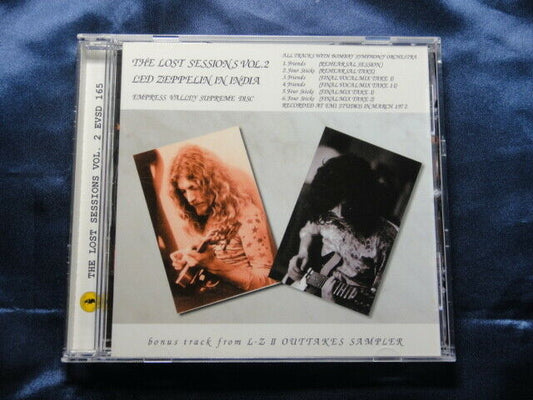 THE LOST SESSIONS VOL.2
LED ZEPPELIN IN INDIA
EMPRESS VALLEY SUPREME DISC
ALL TRACKS WITH BOMBAY SYMPHONY ORCHESTRA
1. Friends (REHEARSAL SESSION)
2. Four Sticks (REHEARSAL TAKE)
3. Friends (FINAL VOCAL MIX TAKE 1)
4. Friends (FINAL VOCAL MIX TAKE 11)
5. Four Sticks (FINAL MIX TAKE 1)
6. Four Sticks (FINAL MIX TAKE 2)
RECORDED AT EMI STUDIOS IN MARCH 1972
THE LOST SESSIONS VOL. 2 EVSD 165
bonus track from L-Z II OUTTAKES SAMPLER